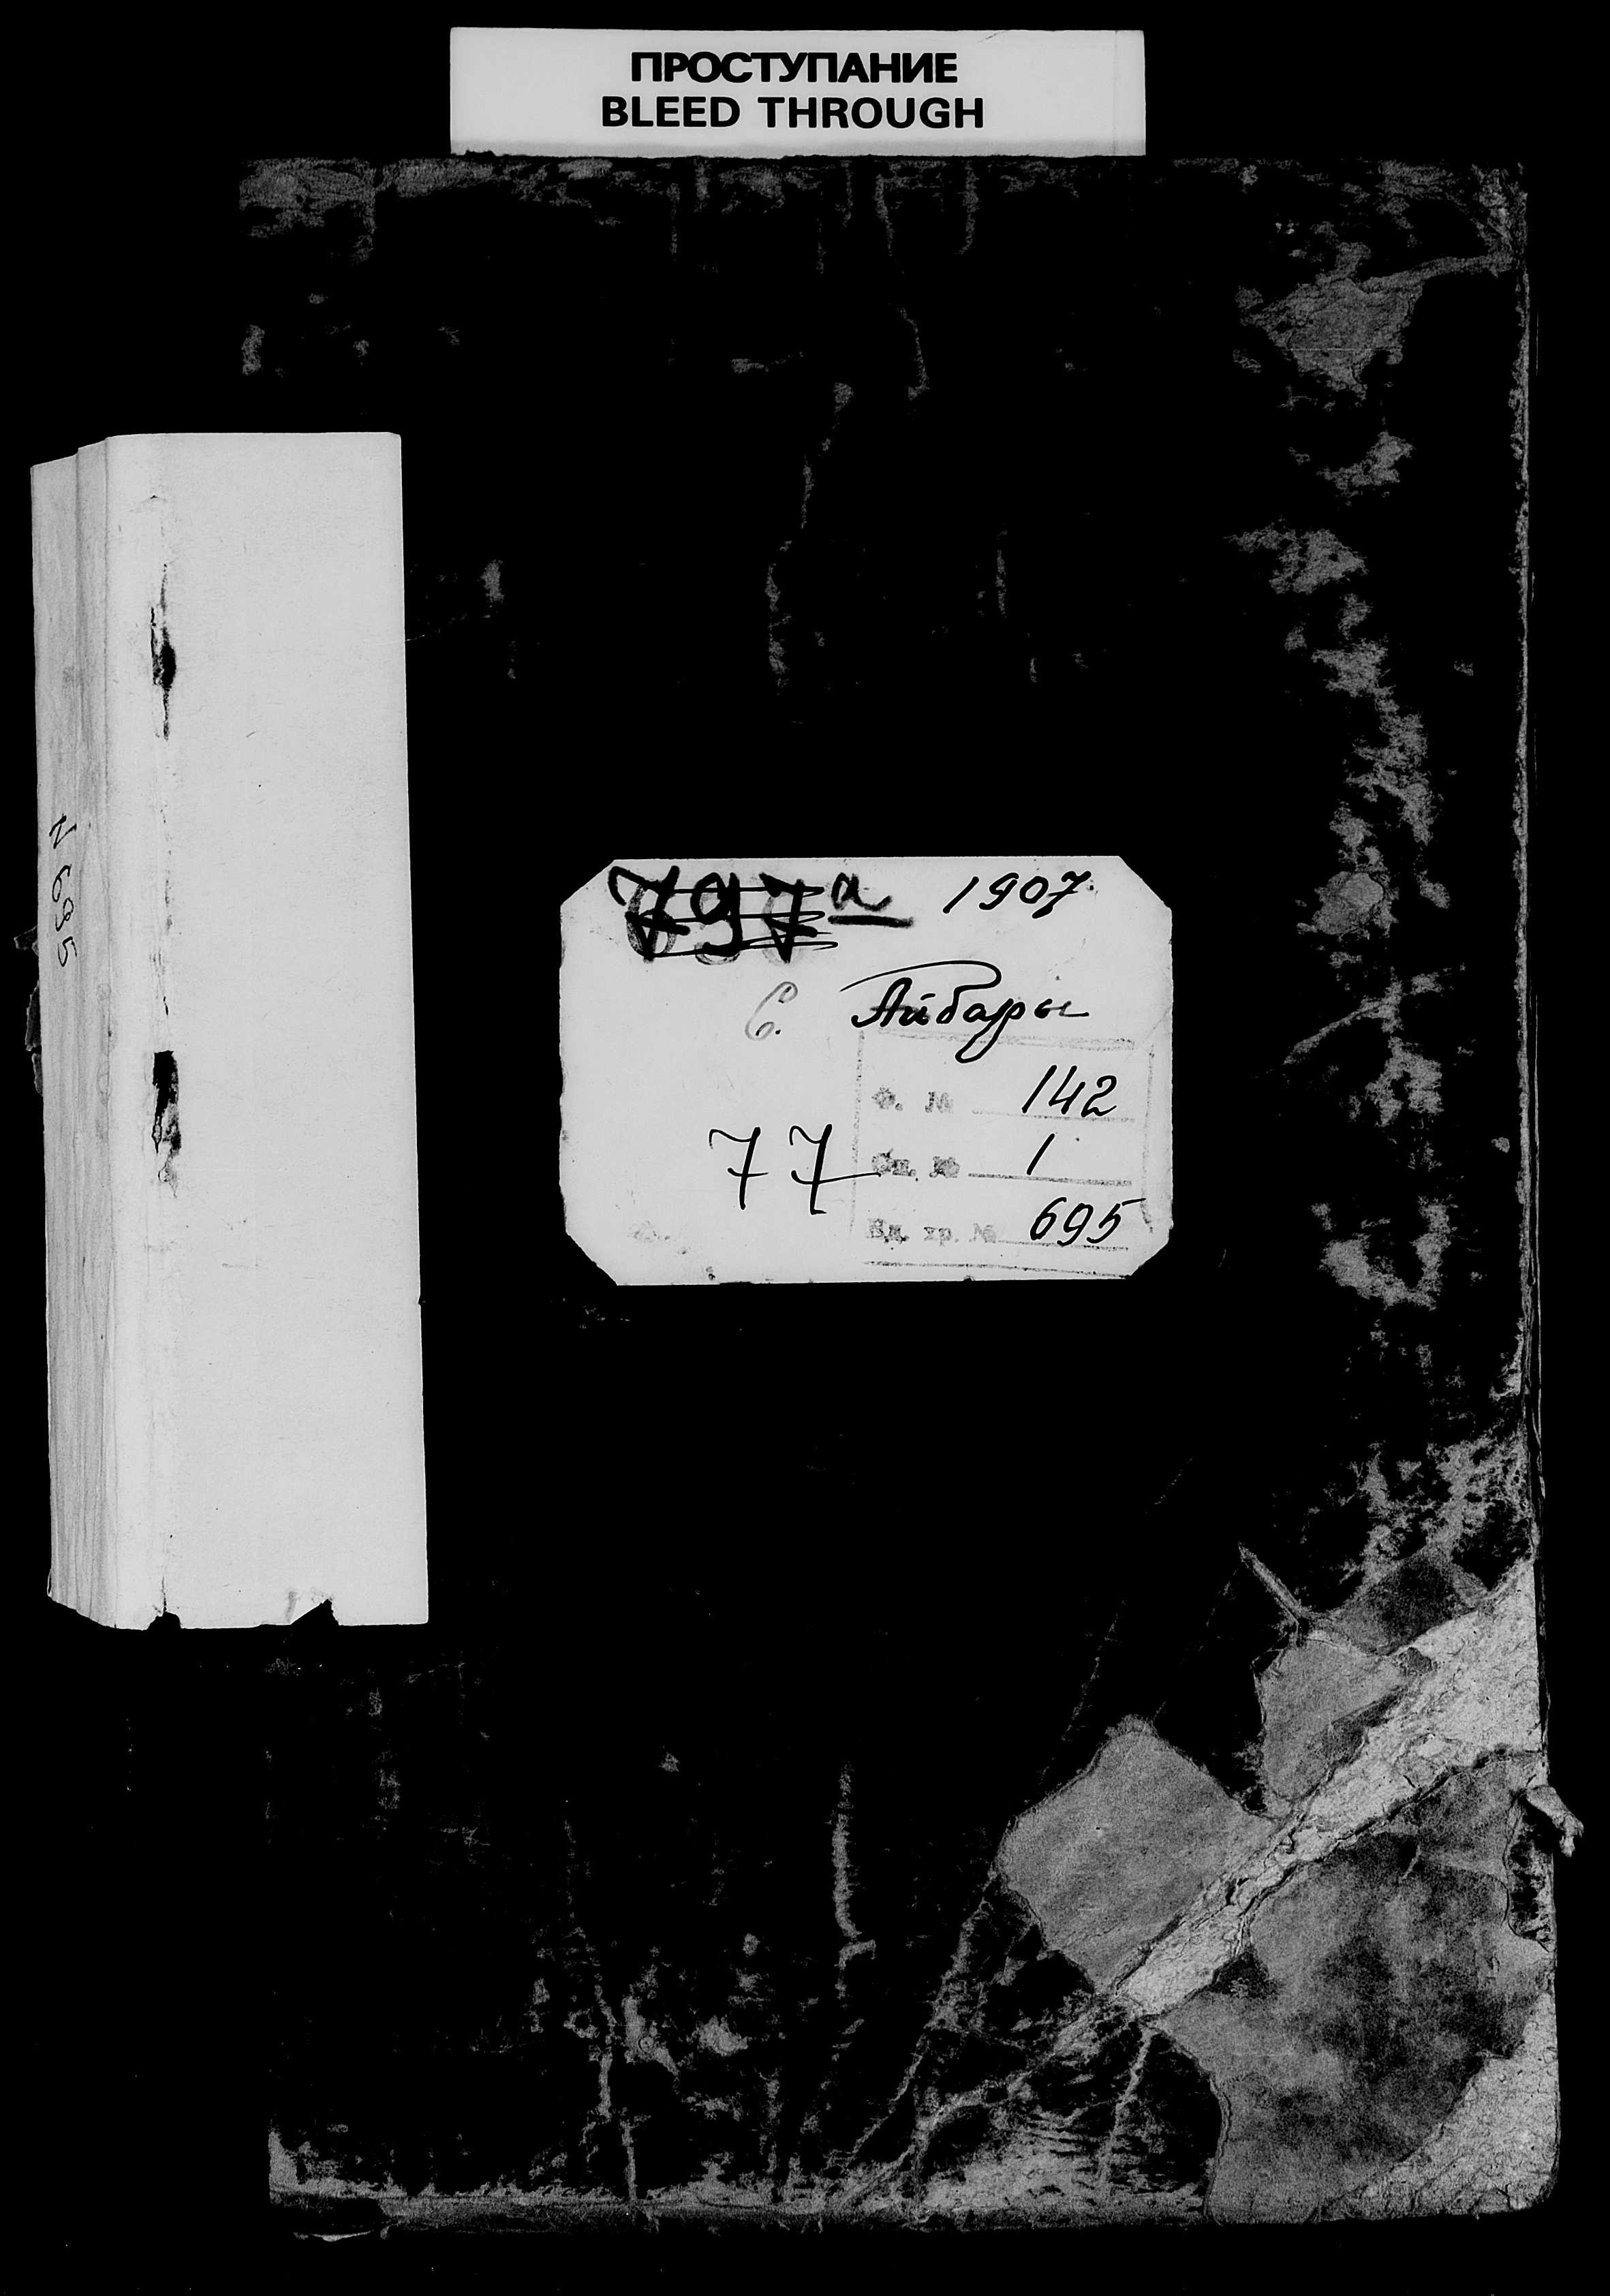 ПРОСТУПАНИЕ
BLEED THROUGH
N 695
797а 1907.
С. Айбары
Ф. № 142
77
Оп. № 1
Ед. хр. № 695